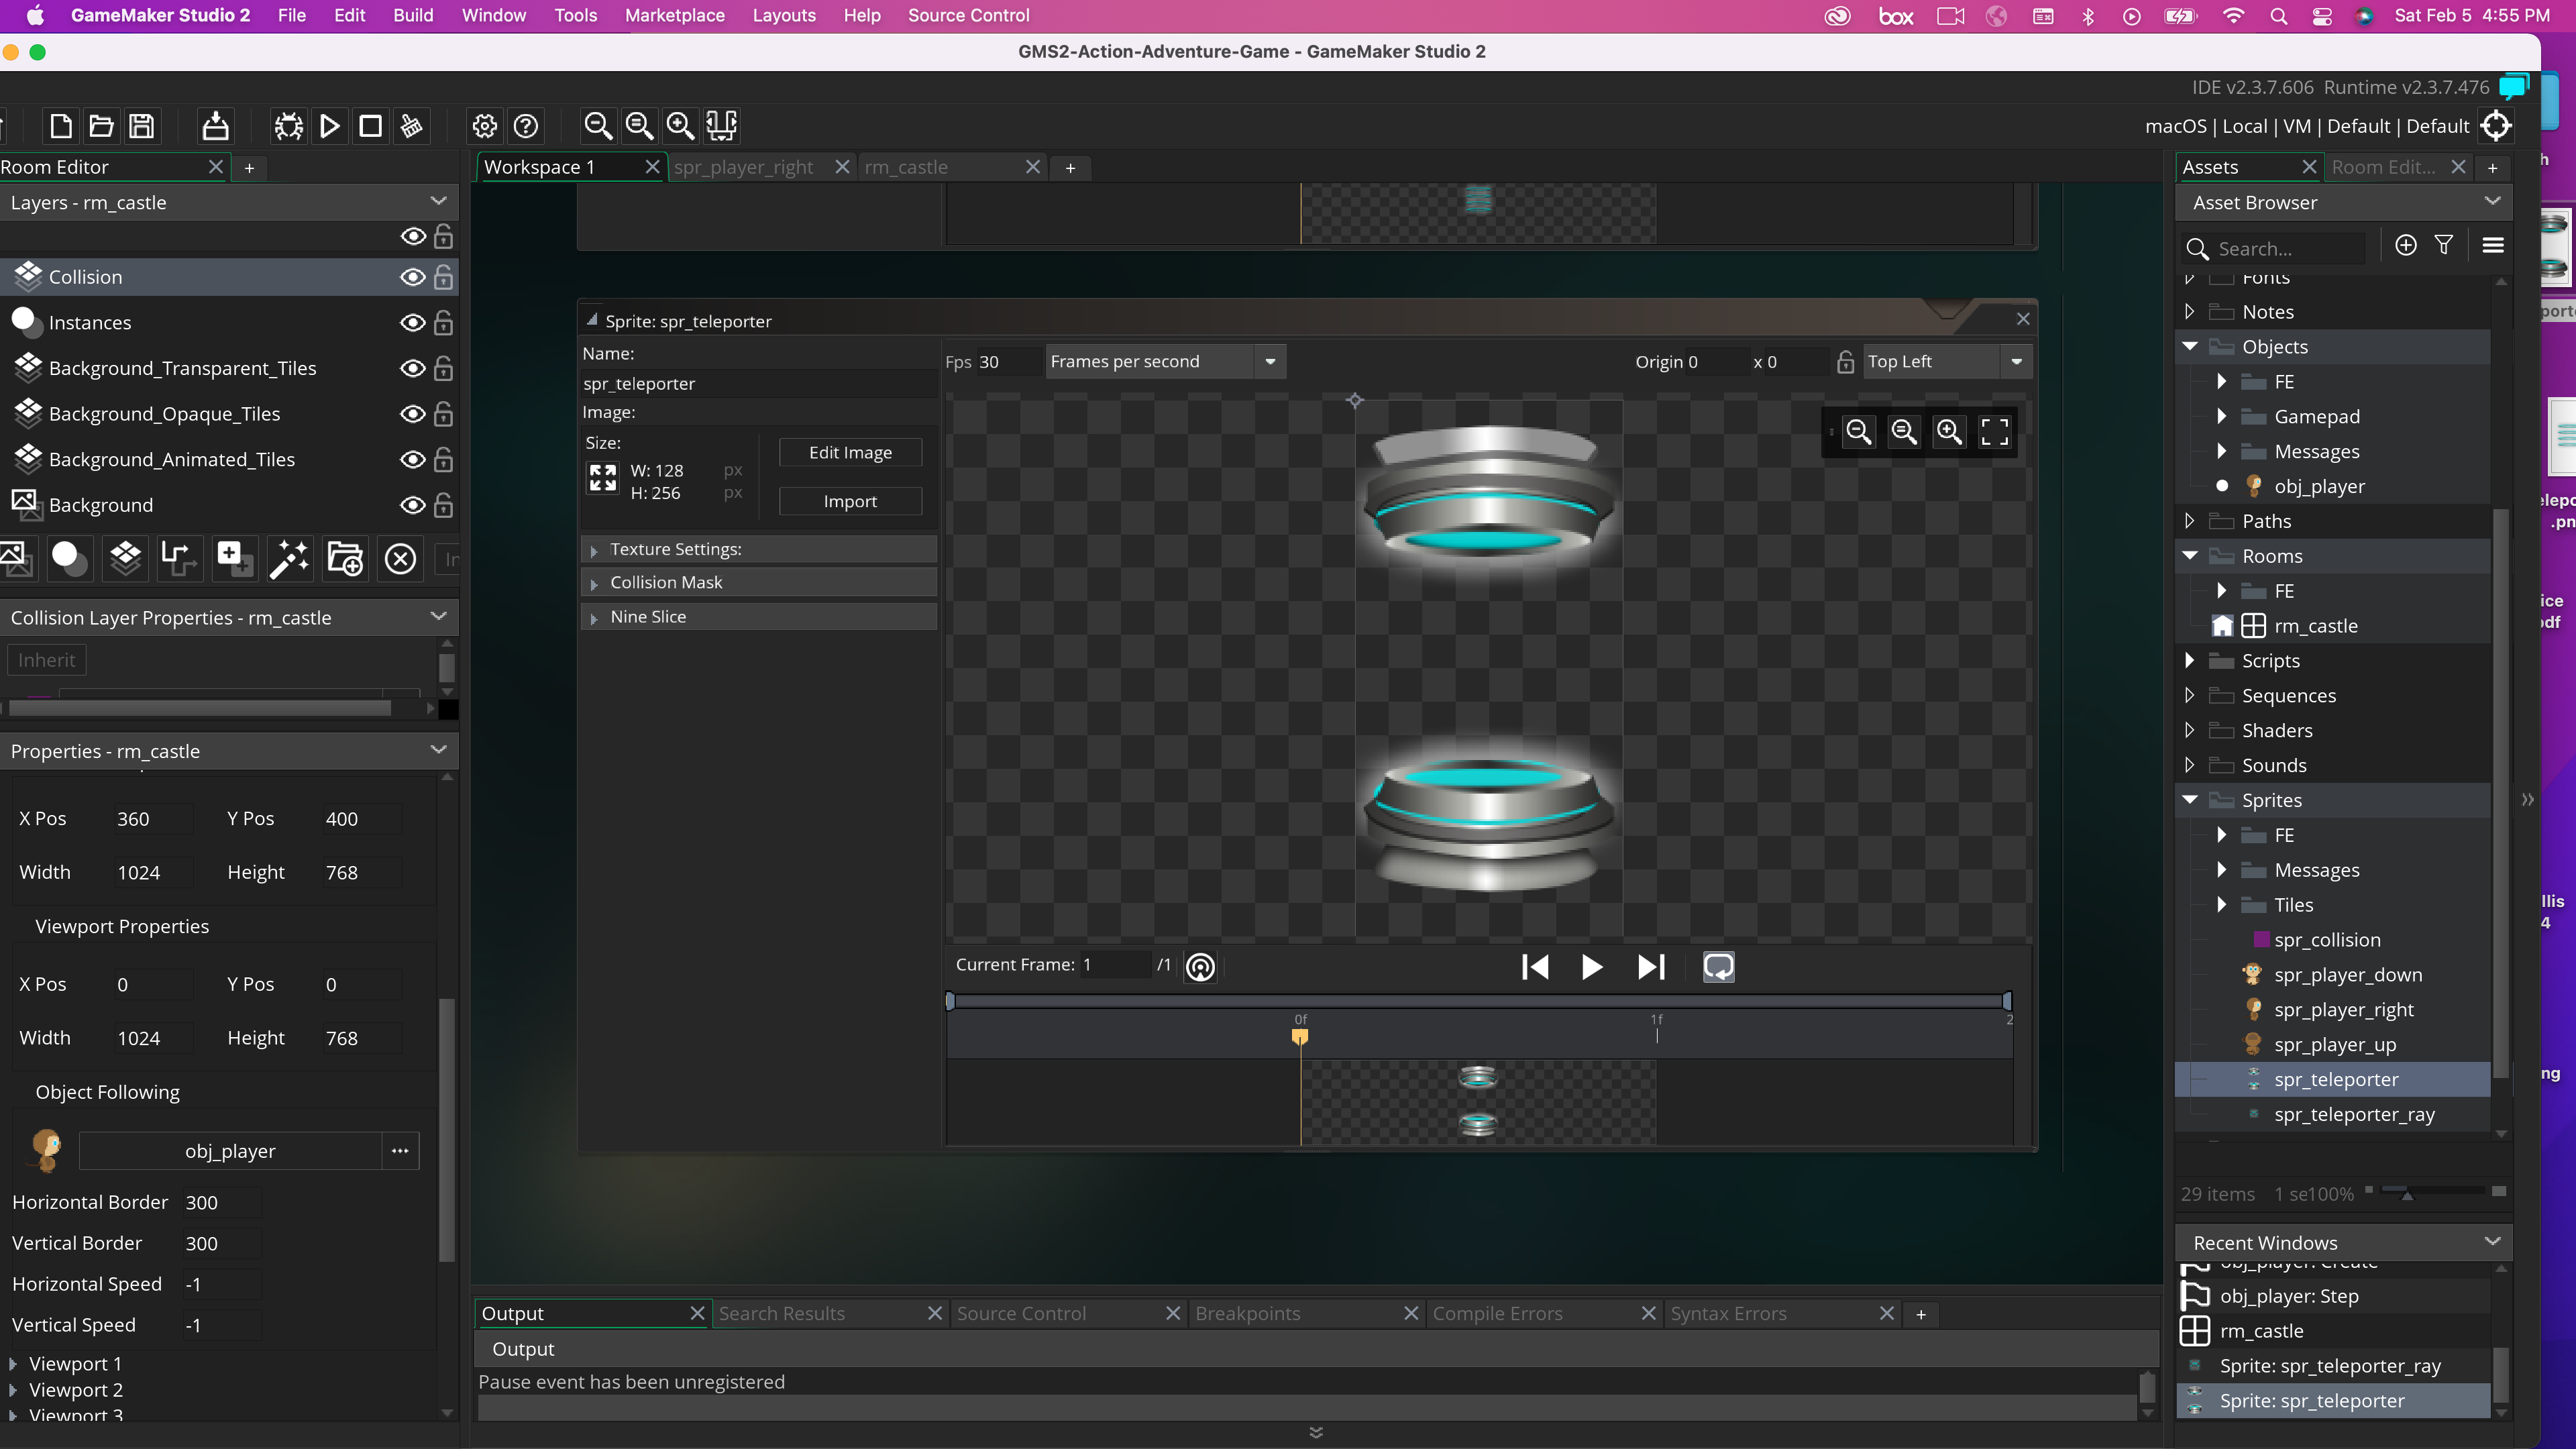 GameMaker Studio 2 File Edit Build Window Tools Marketplace Layouts Help Source Control box Sat Feb 5 4:55 PM
GMS2-Action-Adventure-Game - GameMaker Studio 2
IDE v2.3.7.606 Runtime v2.3.7.476
macOS | Local | VM | Default | Default
Room Editor
Layers - rm_castle
Collision
Instances
Background_Transparent_Tiles
Background_Opaque_Tiles
Background_Animated_Tiles
Background
Collision Layer Properties - rm_castle
Inherit
Properties - rm_castle
X Pos 360 Y Pos 400
Width 1024 Height 768
Viewport Properties
X Pos 0 Y Pos 0
Width 1024 Height 768
Object Following
obj_player ...
Horizontal Border 300
Vertical Border 300
Horizontal Speed -1
Vertical Speed -1
Viewport 1
Viewport 2
Viewport 3
Workspace 1 spr_player_right rm_castle
Sprite: spr_teleporter
Name:
spr_teleporter
Image:
Size:
W: 128 px
H: 256 px
Edit Image
Import
Texture Settings:
Collision Mask
Nine Slice
Fps 30 Frames per second Origin 0 x 0 Top Left
Current Frame: 1 /1
0f 1f 2
Output Search Results Source Control Breakpoints Compile Errors Syntax Errors
Output
Pause event has been unregistered
Assets Room Edit...
Asset Browser
Search...
Fonts
Notes
Objects
FE
Gamepad
Messages
obj_player
Paths
Rooms
FE
rm_castle
Scripts
Sequences
Shaders
Sounds
Sprites
FE
Messages
Tiles
spr_collision
spr_player_down
spr_player_right
spr_player_up
spr_teleporter
spr_teleporter_ray
29 items 1 se100%
Recent Windows
obj_player: Create
obj_player: Step
rm_castle
Sprite: spr_teleporter_ray
Sprite: spr_teleporter